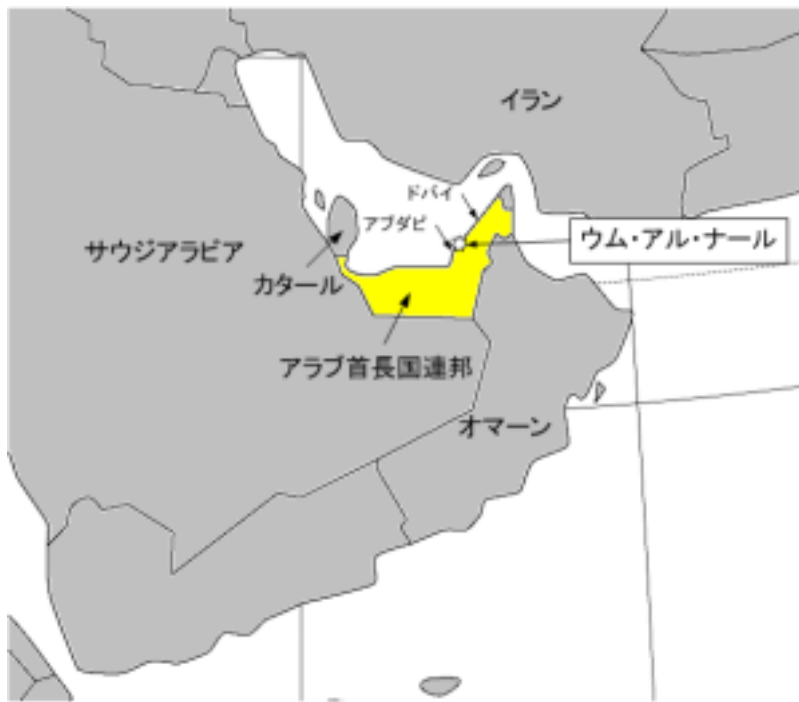 イラン
ドバイ
アブダビ
ウム・アル・ナール
サウジアラビア
カタール
アラブ首長国連邦
オマーン